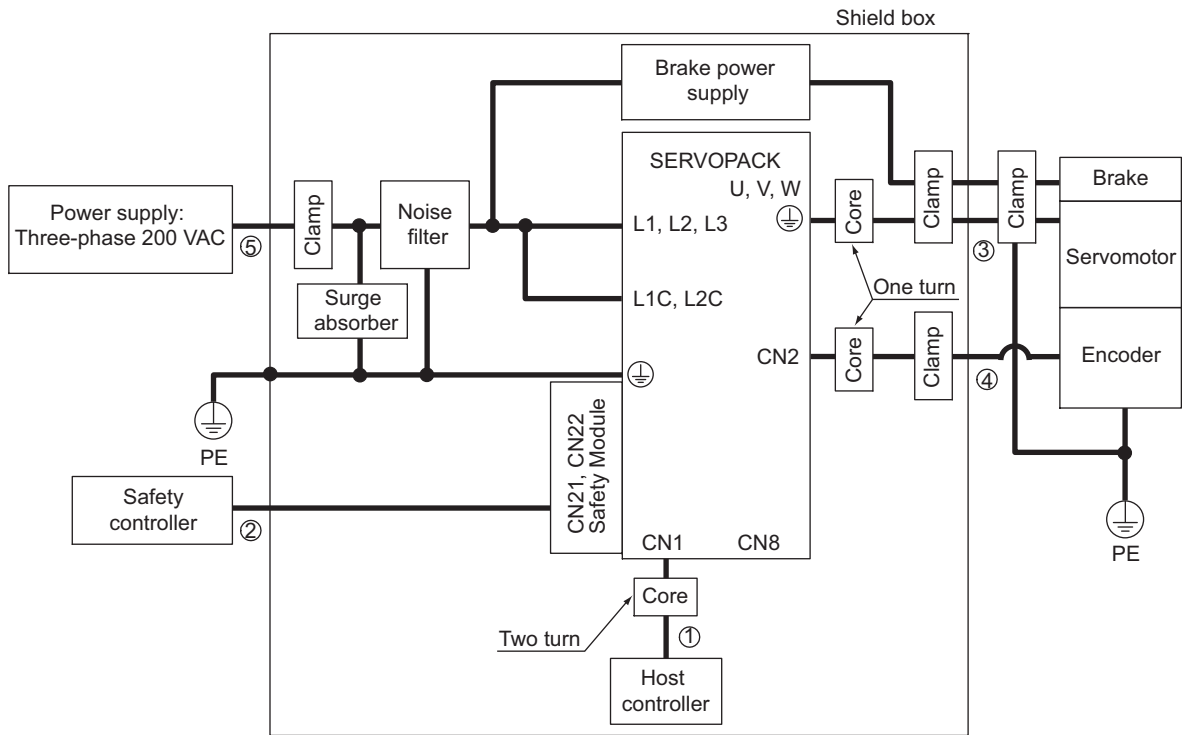 Shield box
Brake power
supply
SERVOPACK
U, V, W
Clamp
Clamp
Brake
Power supply:
Three-phase 200 VAC
⑤
Clamp
Noise
filter
L1, L2, L3
Core
③
Servomotor
Surge
absorber
L1C, L2C
One turn
CN2
Core
Clamp
④
Encoder
PE
CN21, CN22
Safety Module
Safety
controller
②
CN1
CN8
PE
Core
Two turn
①
Host
controller